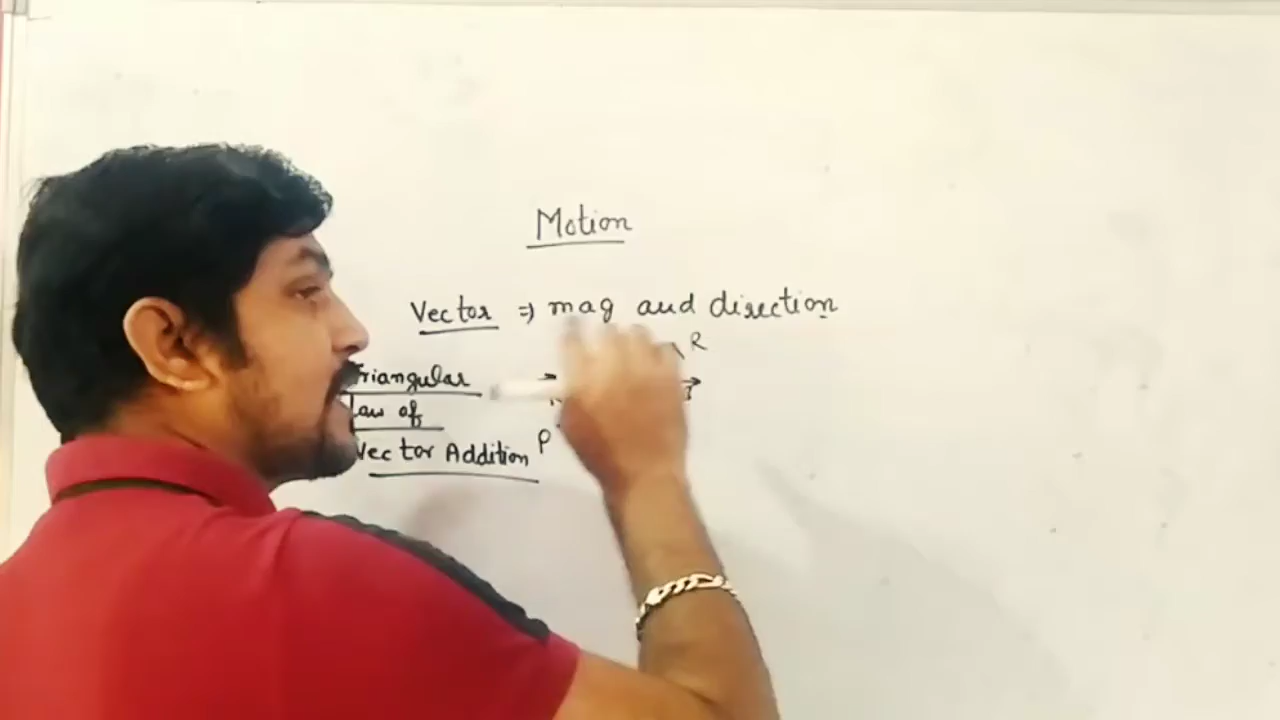 Motion
Vector => mag and direction
R
Triangular
Law of
Vector Addition P